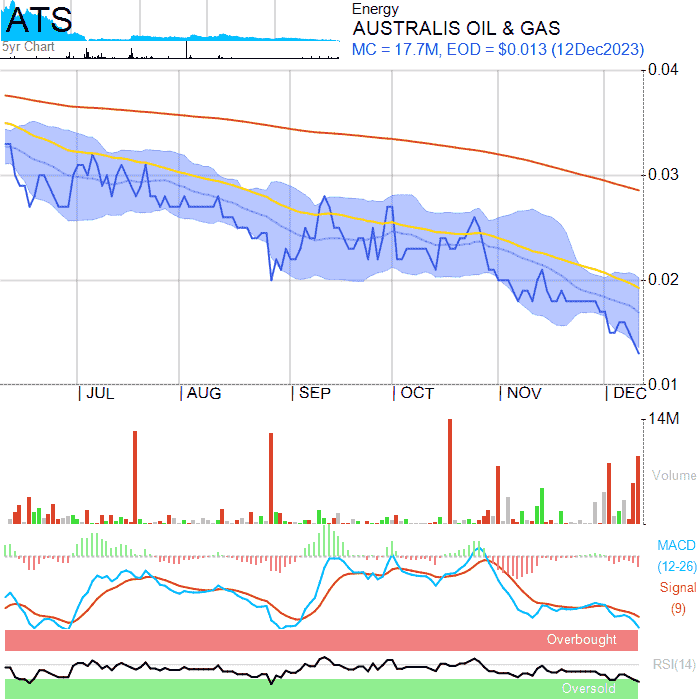 ATS
5yr Chart
Energy
AUSTRALIS OIL & GAS
MC = 17.7M, EOD = $0.013 (12Dec2023)
0.04
0.03
0.02
0.01
JUL AUG SEP OCT NOV DEC
14M
Volume
MACD
(12-26)
Signal
(9)
Overbought
RSI(14)
Oversold